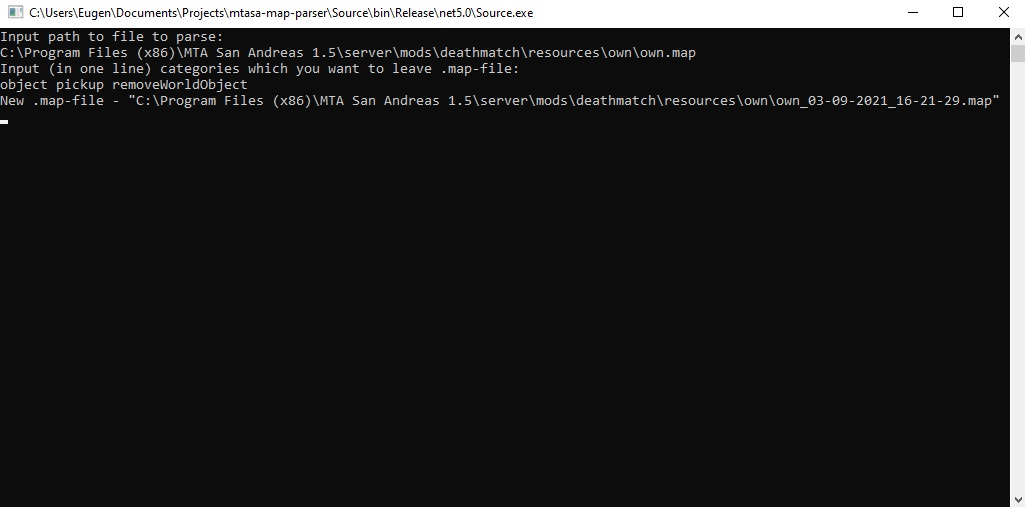 C:\Users\Eugen\Documents\Projects\mtasa-map-parser\Source\bin\Release\net5.0\Source.exe
Input path to file to parse:
C:\Program Files (x86)\MTA San Andreas 1.5\server\mods\deathmatch\resources\own\own.map
Input (in one line) categories which you want to leave .map-file:
object pickup removeWorldObject
New .map-file - "C:\Program Files (x86)\MTA San Andreas 1.5\server\mods\deathmatch\resources\own\own_03-09-2021_16-21-29.map"